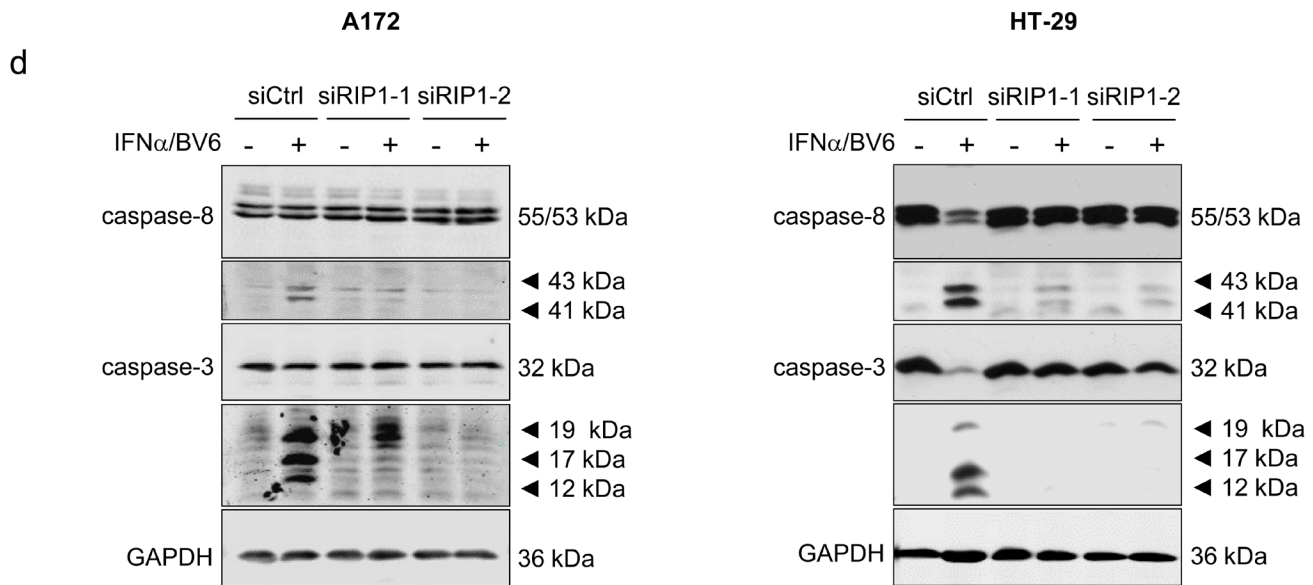 A172
HT-29
d
siCtrl siRIP1-1 siRIP1-2
IFNα/BV6 - + - + - +
caspase-8 55/53 kDa
◄ 43 kDa
◄ 41 kDa
caspase-3 32 kDa
◄ 19 kDa
◄ 17 kDa
◄ 12 kDa
GAPDH 36 kDa
siCtrl siRIP1-1 siRIP1-2
IFNα/BV6 - + - + - +
caspase-8 55/53 kDa
◄ 43 kDa
◄ 41 kDa
caspase-3 32 kDa
◄ 19 kDa
◄ 17 kDa
◄ 12 kDa
GAPDH 36 kDa